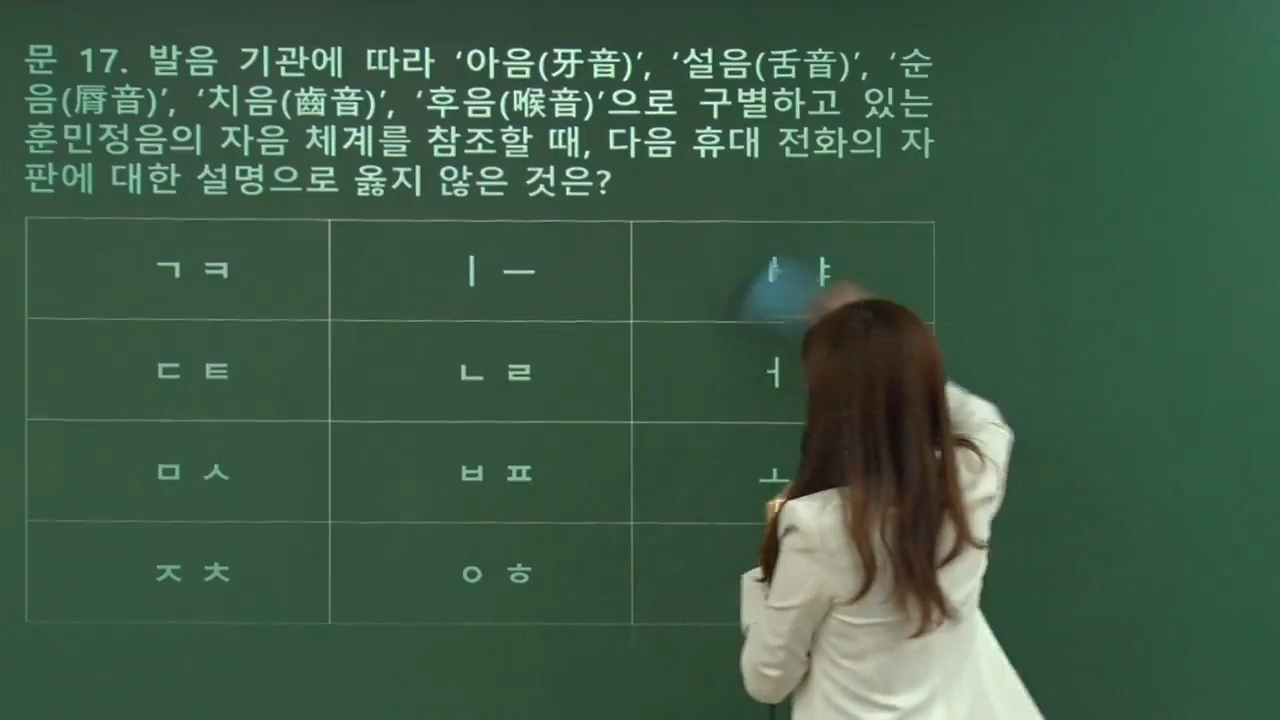 문 17. 발음 기관에 따라 ‘아음(牙音)’, ‘설음(舌音)’, ‘순
음(脣音)’, ‘치음(齒音)’, ‘후음(喉音)’으로 구별하고 있는
훈민정음의 자음 체계를 참조할 때, 다음 휴대 전화의 자
판에 대한 설명으로 옳지 않은 것은?
ㄱ ㅋ ㅣ ㅡ ㅏ ㅑ
ㄷ ㅌ ㄴ ㄹ ㅓ
ㅁ ㅅ ㅂ ㅍ ㅗ
ㅈ ㅊ ㅇ ㅎ